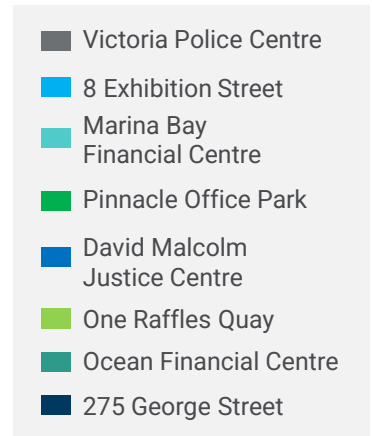 Victoria Police Centre
8 Exhibition Street
Marina Bay
Financial Centre
Pinnacle Office Park
David Malcolm
Justice Centre
One Raffles Quay
Ocean Financial Centre
275 George Street